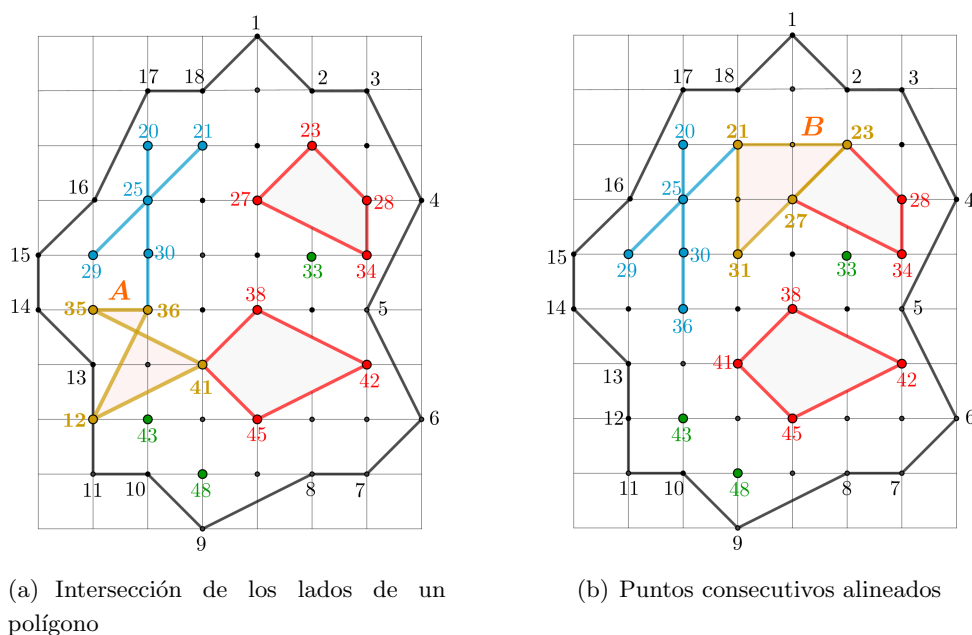 1
17 18 2 3
20 21 23
16 25 27 28 4
15 29 30 33 34
14 35 A 36 38 5
13 41 42
12 43 45 6
11 10 48 8 7
9
1
17 18 2 3
20 21 B 23
16 25 27 28 4
15 29 30 31 33 34
14 36 38 5
13 41 42
12 43 45 6
11 10 48 8 7
9
(a) Intersección de los lados de un
polígono
(b) Puntos consecutivos alineados